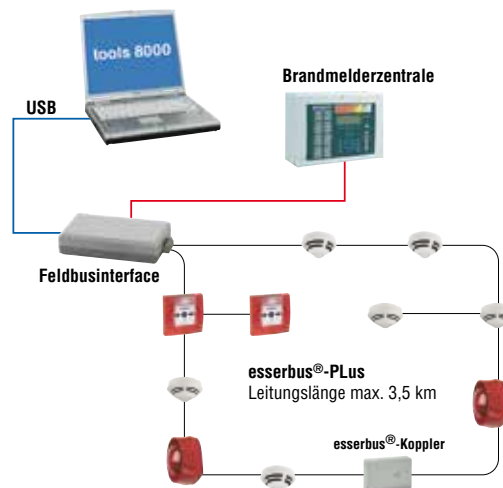 tools 8000
Brandmelderzentrale
USB
Feldbusinterface
esserbus®-PLus
Leitungslänge max. 3,5 km
esserbus®-Koppler